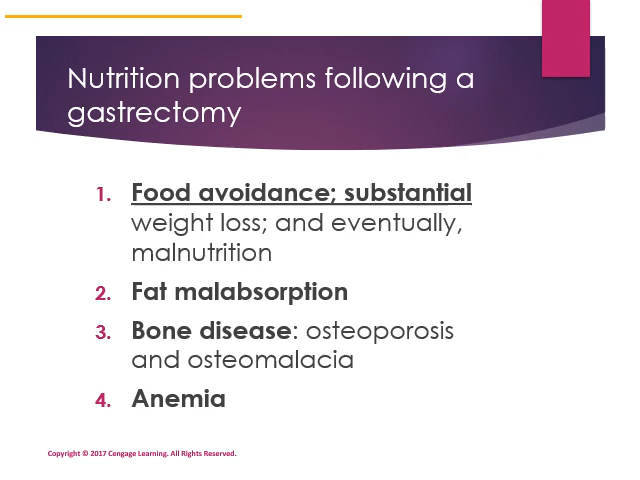 Nutrition problems following a
gastrectomy
1. Food avoidance; substantial
weight loss; and eventually,
malnutrition
2. Fat malabsorption
3. Bone disease: osteoporosis
and osteomalacia
4. Anemia
Copyright © 2017 Cengage Learning. All Rights Reserved.